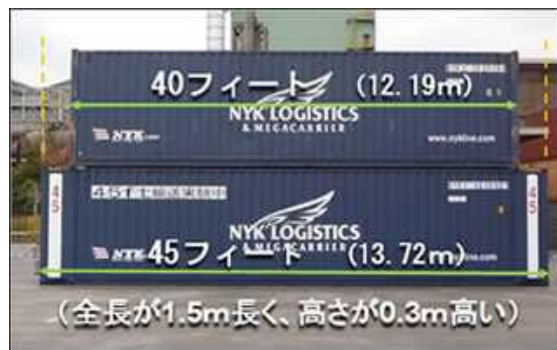 40フィート (12.19m)
NYK LOGISTICS
& MEGACARRIER
NYK
www.nykline.com
45
45
NYK LOGISTICS
& MEGACARRIER
NYK
45フィート (13.72m)
(全長が1.5m長く、高さが0.3m高い)